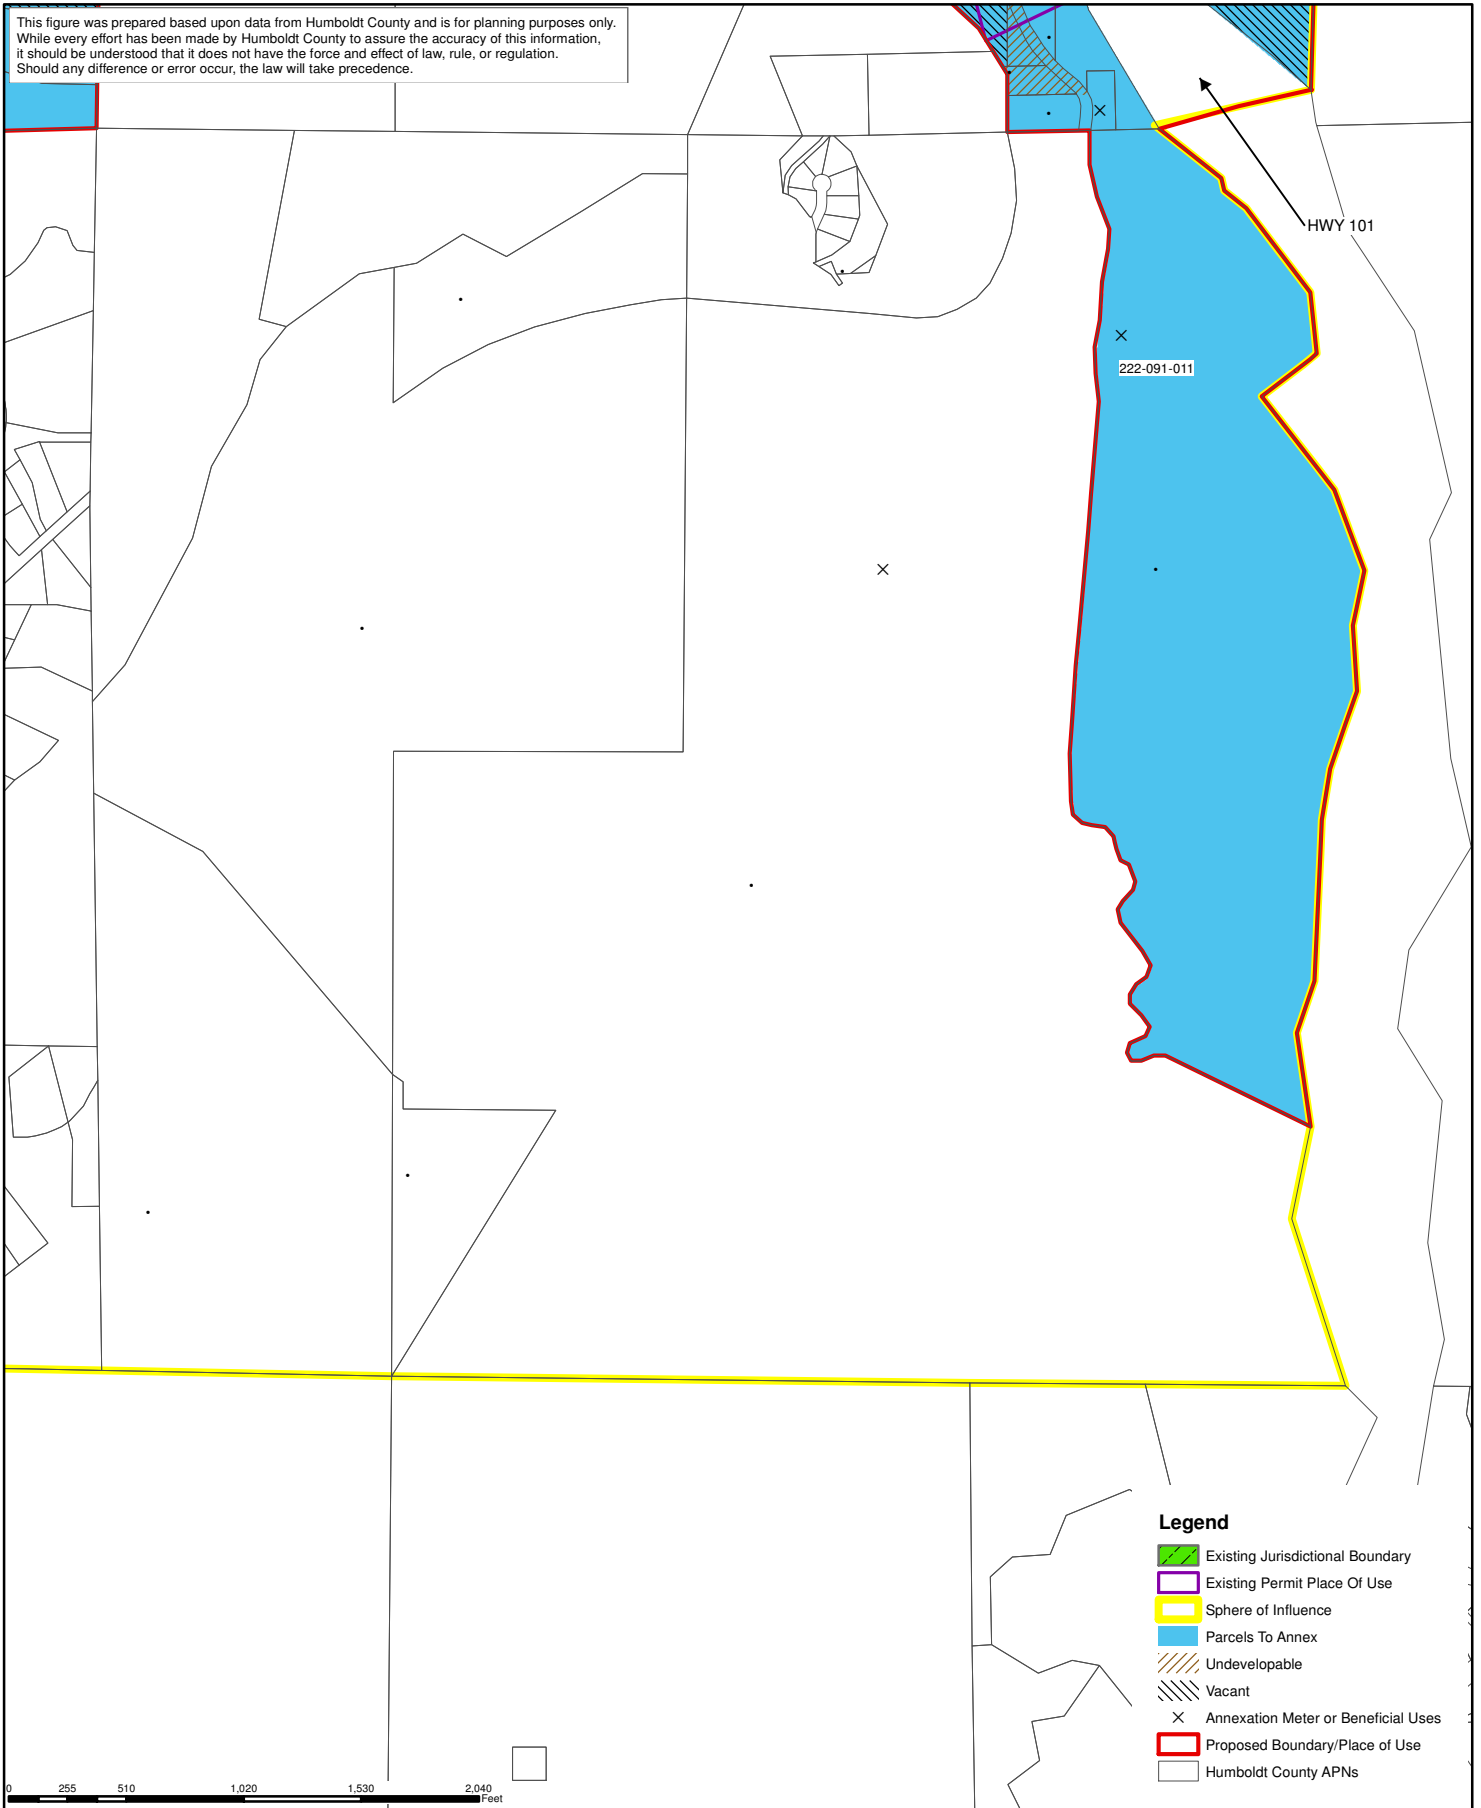 This figure was prepared based upon data from Humboldt County and is for planning purposes only.
While every effort has been made by Humboldt County to assure the accuracy of this information,
it should be understood that it does not have the force and effect of law, rule, or regulation.
Should any difference or error occur, the law will take precedence.
HWY 101
222-091-011
Legend
Existing Jurisdictional Boundary
Existing Permit Place Of Use
Sphere of Influence
Parcels To Annex
Undevelopable
Vacant
Annexation Meter or Beneficial Uses
Proposed Boundary/Place of Use
Humboldt County APNs
0 255 510 1,020 1,530 2,040
Feet